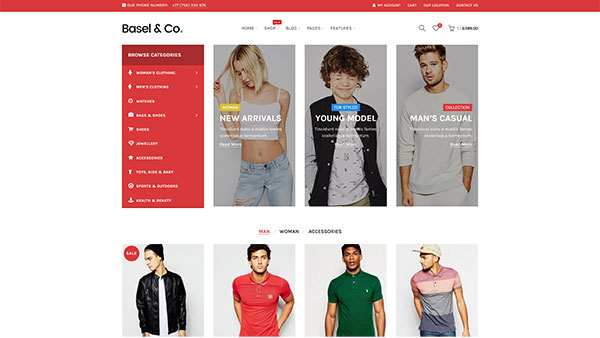 OUR PHONE NUMBER: +77 (756) 334 876
MY ACCOUNT CART OUR LOCATION CONTACT US
Basel & Co.
SALE
HOME SHOP BLOG PAGES FEATURES
£399.00
BROWSE CATEGORIES
WOMEN'S CLOTHING
MEN'S CLOTHING
WATCHES
BAGS & SHOES
SHOES
JEWELLERY
ACCESSORIES
TOYS, KIDS & BABY
SPORTS & OUTDOORS
HEALTH & BEAUTY
WOMAN
NEW ARRIVALS
Tincidunt nunc a mattis fames
scelerisque fermentum.
Read More
FOR STYLES
YOUNG MODEL
Tincidunt nunc a mattis fames
scelerisque fermentum.
Read More
COLLECTION
MAN'S CASUAL
Tincidunt nunc a mattis fames
scelerisque fermentum.
Read More
MAN WOMAN ACCESSORIES
SALE